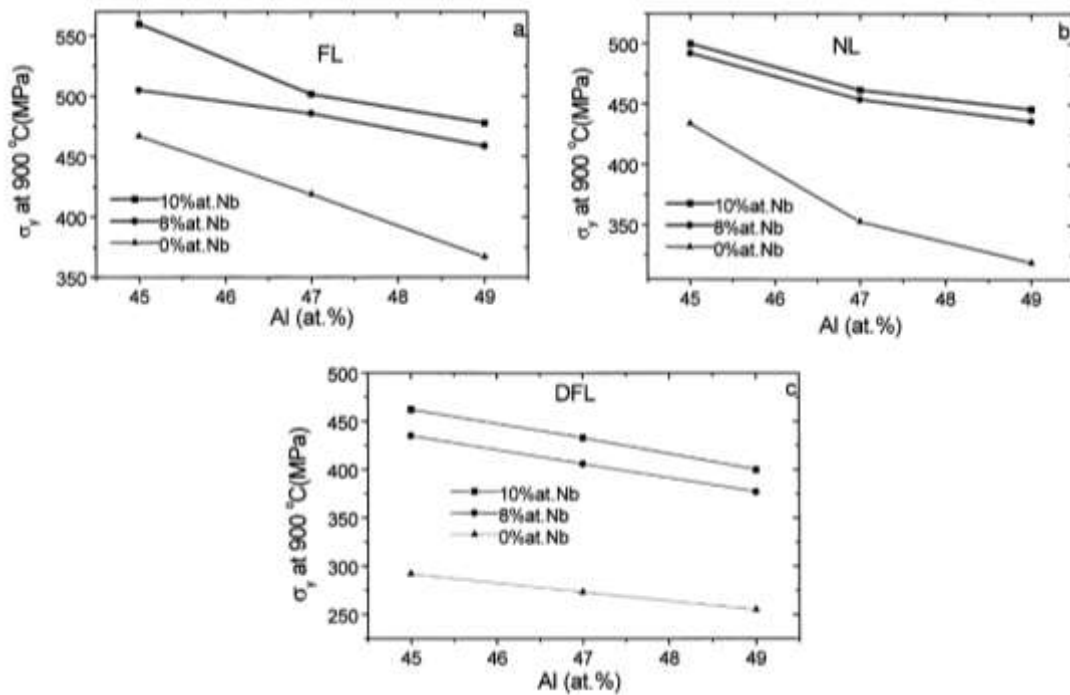 a
FL
σy at 900 °C(MPa)
550
500
450
400
350
10%at.Nb
8%at.Nb
0%at.Nb
45 46 47 48 49
Al (at.%)
b
NL
σy at 900 °C(MPa)
500
450
400
350
10%at.Nb
8%at.Nb
0%at.Nb
45 46 47 48 49
Al (at.%)
c
DFL
σy at 900 °C(MPa)
500
450
400
350
300
250
10%at.Nb
8%at.Nb
0%at.Nb
45 46 47 48 49
Al (at.%)